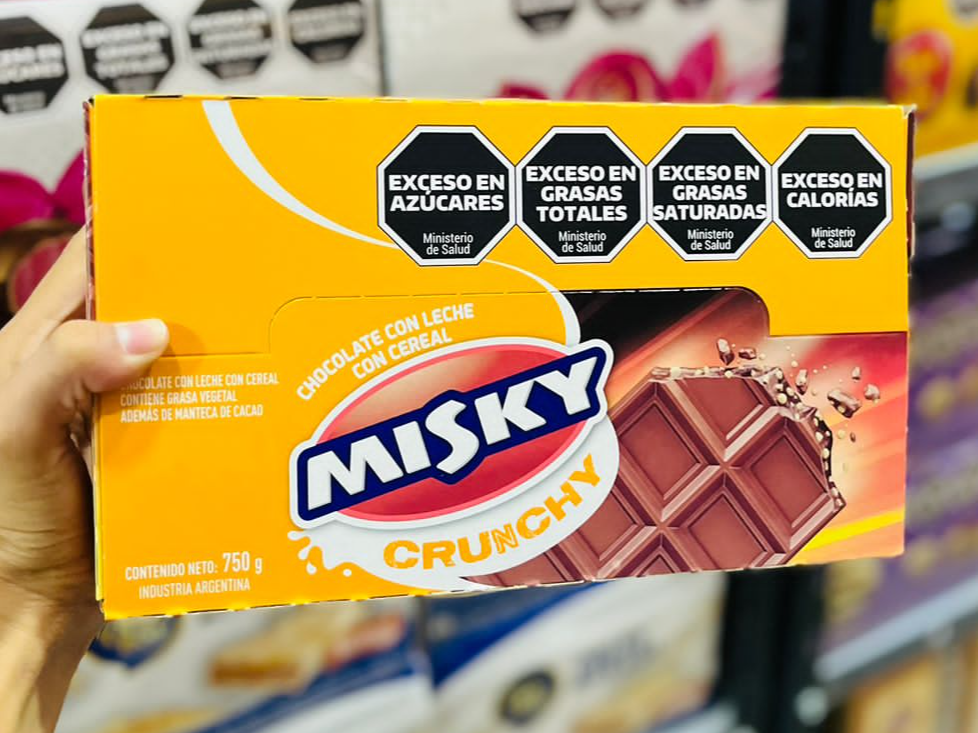 EXCESO EN
AZÚCARES
Ministerio
de Salud
EXCESO EN
GRASAS
TOTALES
Ministerio
de Salud
EXCESO EN
GRASAS
SATURADAS
Ministerio
de Salud
EXCESO EN
CALORÍAS
Ministerio
de Salud
CHOCOLATE CON LECHE
CON CEREAL
CHOCOLATE CON LECHE CON CEREAL
CONTIENE GRASA VEGETAL
ADEMÁS DE MANTECA DE CACAO
MISKY
CRUNCHY
CONTENIDO NETO: 750 g
INDUSTRIA ARGENTINA